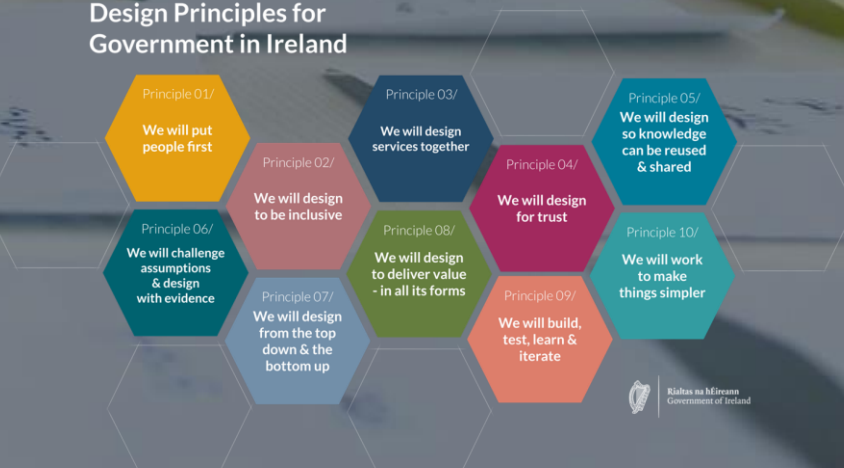 Design Principles for
Government in Ireland
Principle 01/
We will put
people first
Principle 02/
We will design
to be inclusive
Principle 03/
We will design
services together
Principle 04/
We will design
for trust
Principle 05/
We will design
so knowledge
can be reused
& shared
Principle 06/
We will challenge
assumptions
& design
with evidence
Principle 07/
We will design
from the top
down & the
bottom up
Principle 08/
We will design
to deliver value
- in all its forms
Principle 09/
We will build,
test, learn &
iterate
Principle 10/
We will work
to make
things simpler
Rialtas na hÉireann
Government of Ireland